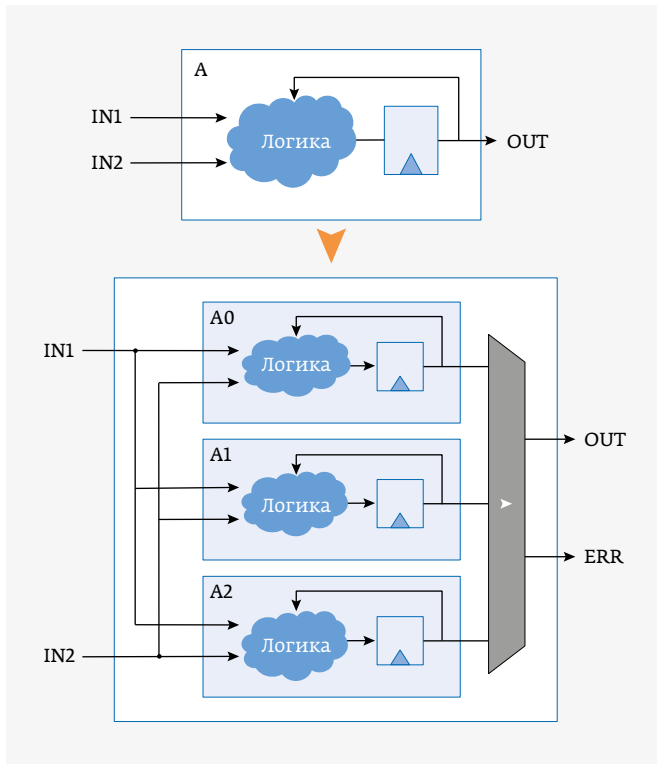 A
IN1
IN2
Логика
OUT
A0
IN1
Логика
OUT
A1
Логика
ERR
A2
IN2
Логика